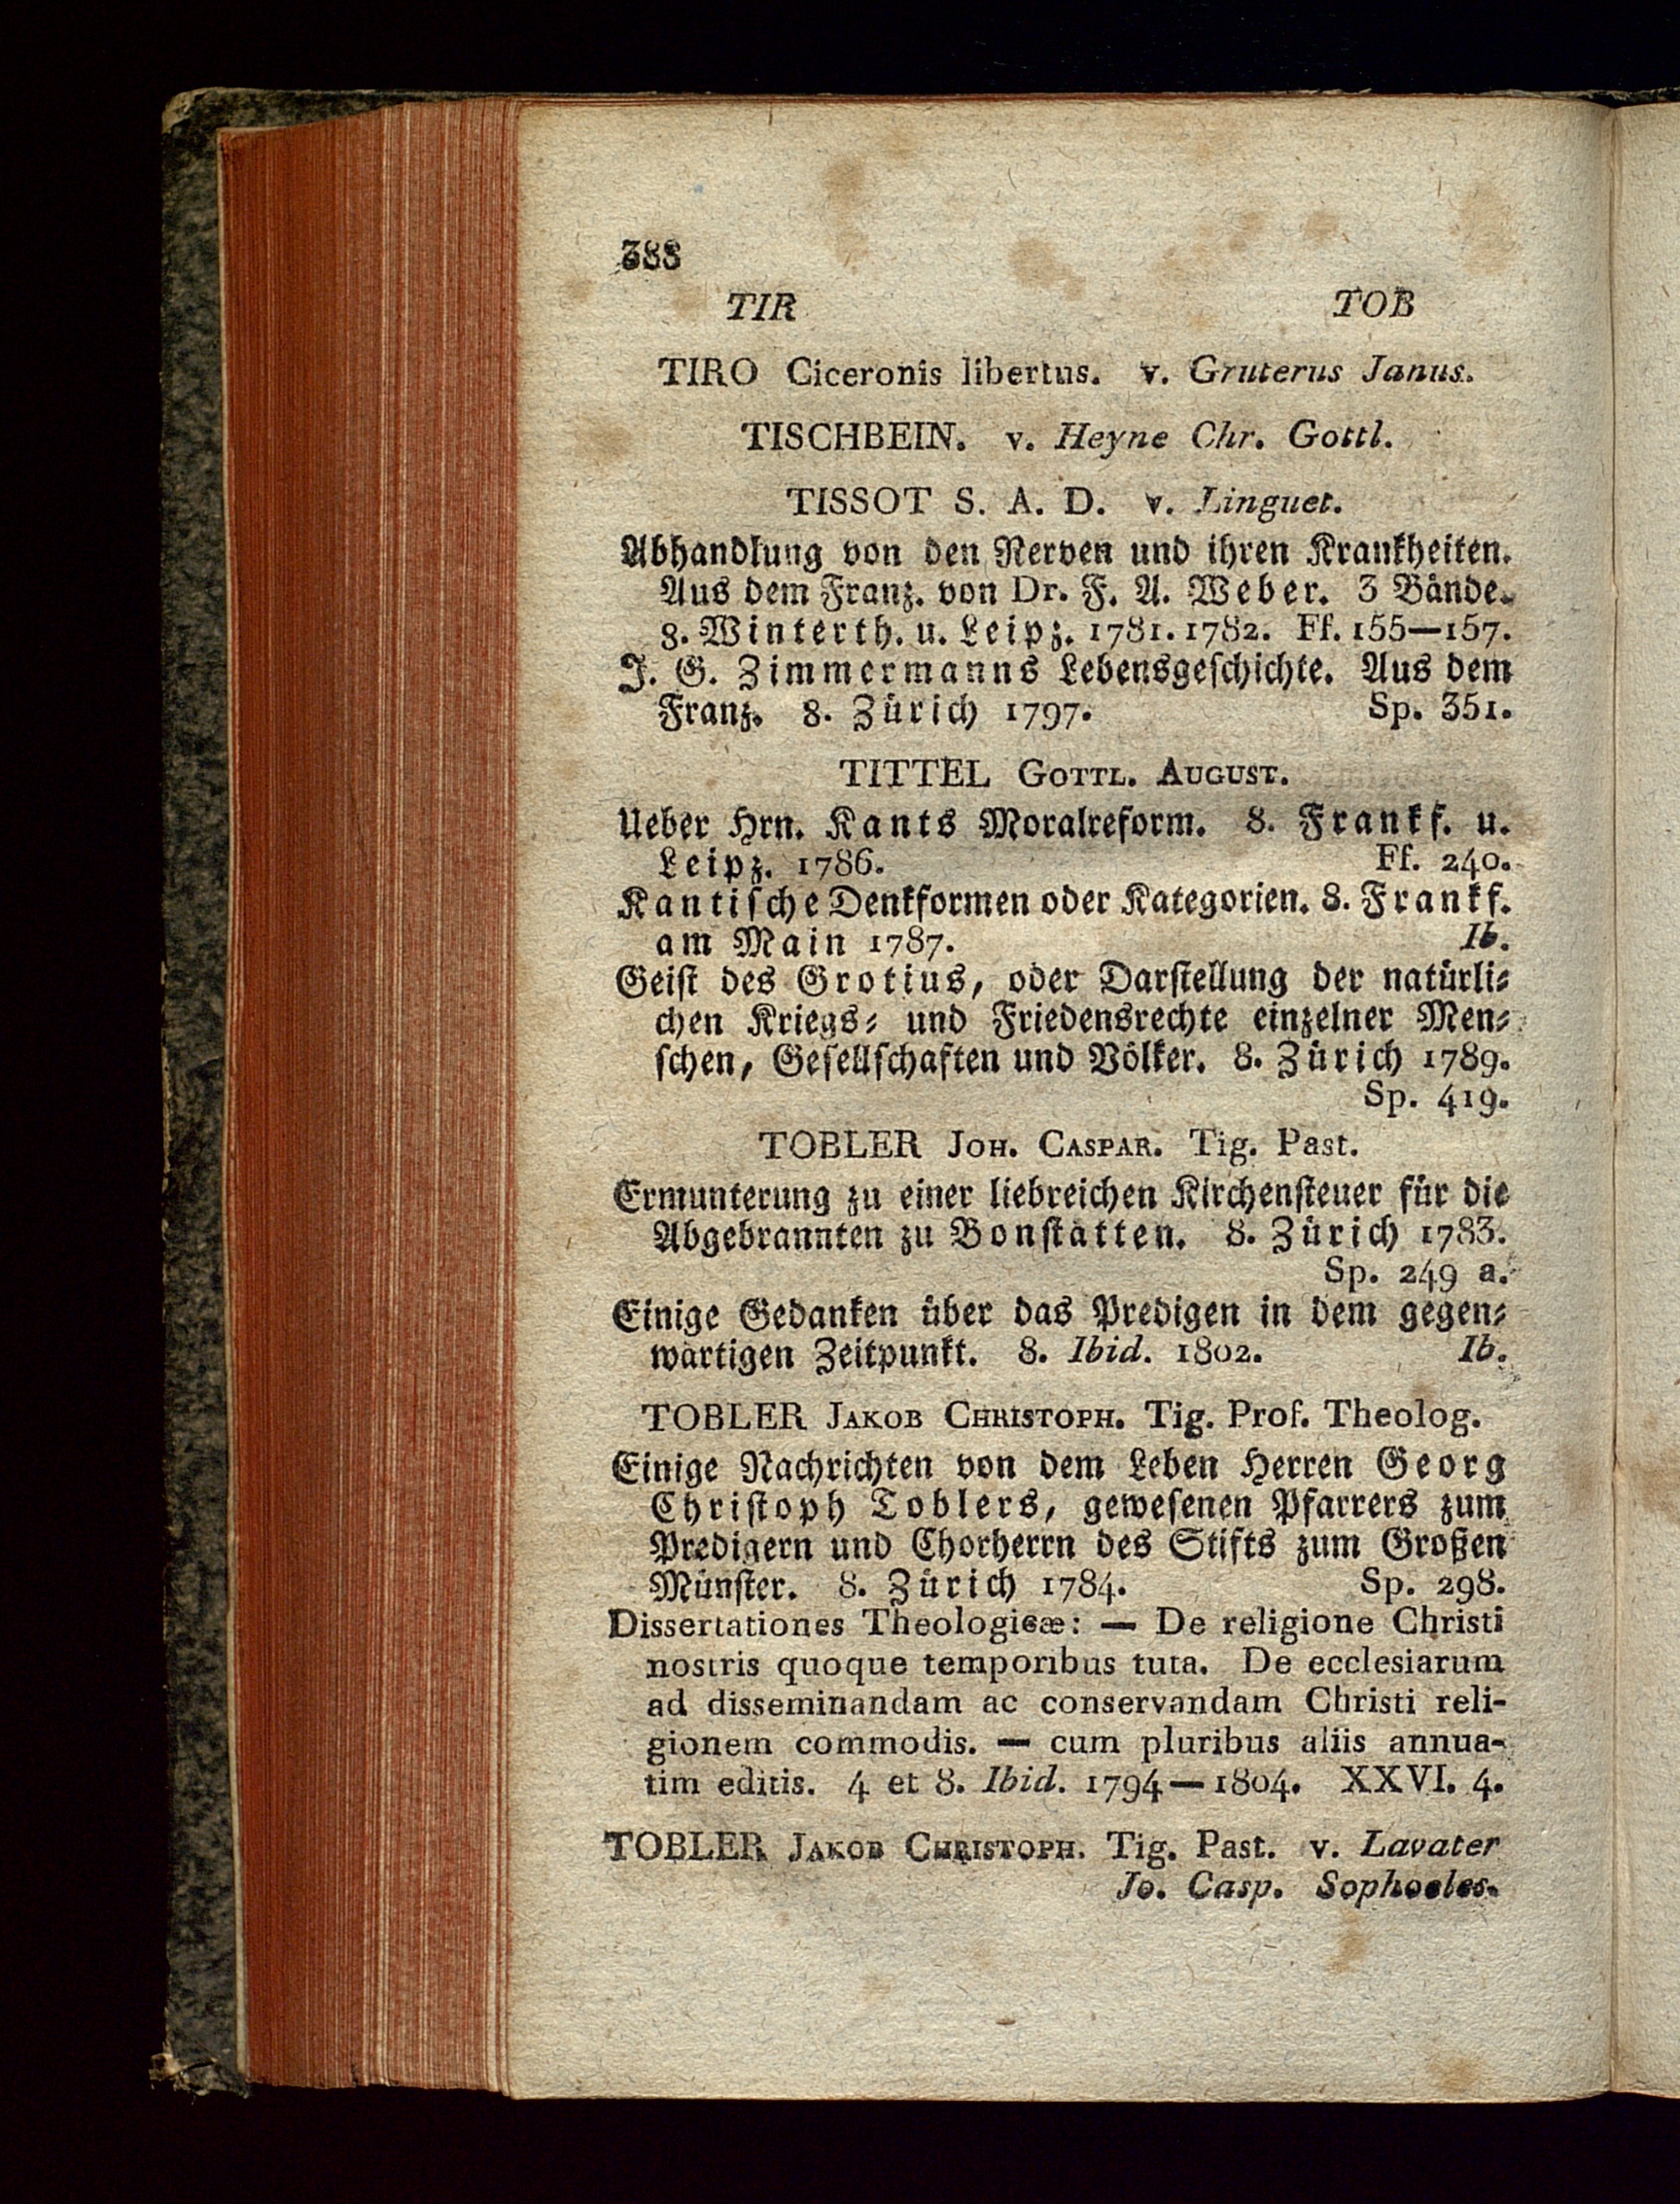 388
TIR TOB
TIRO Ciceronis libertus. v. Gruterus Janus.
TISCHBEIN. v. Heyne Chr. Gottl.
TISSOT S. A. D. v. Linguet.
Abhandlung von den Nerven und ihren Krankheiten.
Aus dem Franz. von Dr. F. A. Weber. 3 Bände.
8. Winterth. u. Leipz. 1781. 1782. Ff. 155—157.
J. G. Zimmermanns Lebensgeschichte. Aus dem
Franz. 8. Zürich 1797. Sp. 351.
TITTEL GOTTL. AUGUST.
Ueber Hrn. Kants Moralreform. 8. Frankf. u.
Leipz. 1786. Ff. 240.
Kantische Denkformen oder Kategorien. 8. Frankf.
am Main 1787. Ib.
Geist des Grotius, oder Darstellung der natürli-
chen Kriegs- und Friedensrechte einzelner Men-
schen, Gesellschaften und Völker. 8. Zürich 1789.
Sp. 419.
TOBLER JOH. CASPAR. Tig. Past.
Ermunterung zu einer liebreichen Kirchensteuer für die
Abgebrannten zu Bonstätten. 8. Zürich 1783.
Sp. 249 a.
Einige Gedanken über das Predigen in dem gegen-
wärtigen Zeitpunkt. 8. Ibid. 1802. Ib.
TOBLER JAKOB CHRISTOPH. Tig. Prof. Theolog.
Einige Nachrichten von dem Leben Herren Georg
Christoph Toblers, gewesenen Pfarrers zum
Predigern und Chorherrn des Stifts zum Großen
Münster. 8. Zürich 1784. Sp. 298.
Dissertationes Theologicæ: — De religione Christi
nostris quoque temporibus tuta. De ecclesiarum
ad disseminandam ac conservandam Christi reli-
gionem commodis. — cum pluribus aliis annua-
tim editis. 4 et 8. Ibid. 1794—1804. XXVI. 4.
TOBLER JAKOB CHRISTOPH. Tig. Past. v. Lavater
Jo. Casp. Sophocles.